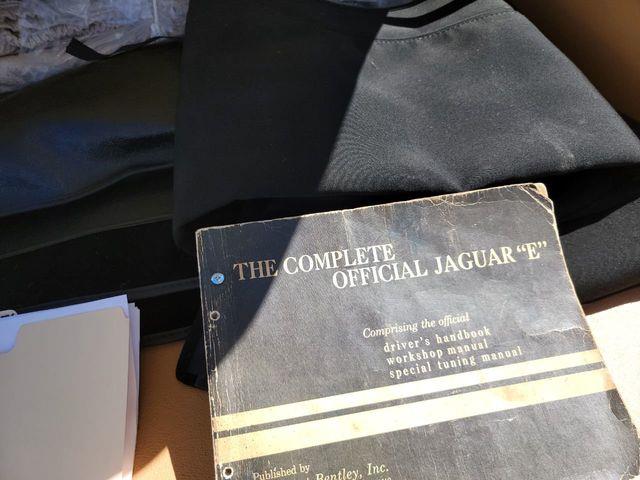 THE COMPLETE
OFFICIAL JAGUAR "E"
Comprising the official
driver's handbook
workshop manual
special tuning manual
Published by
Bentley, Inc.